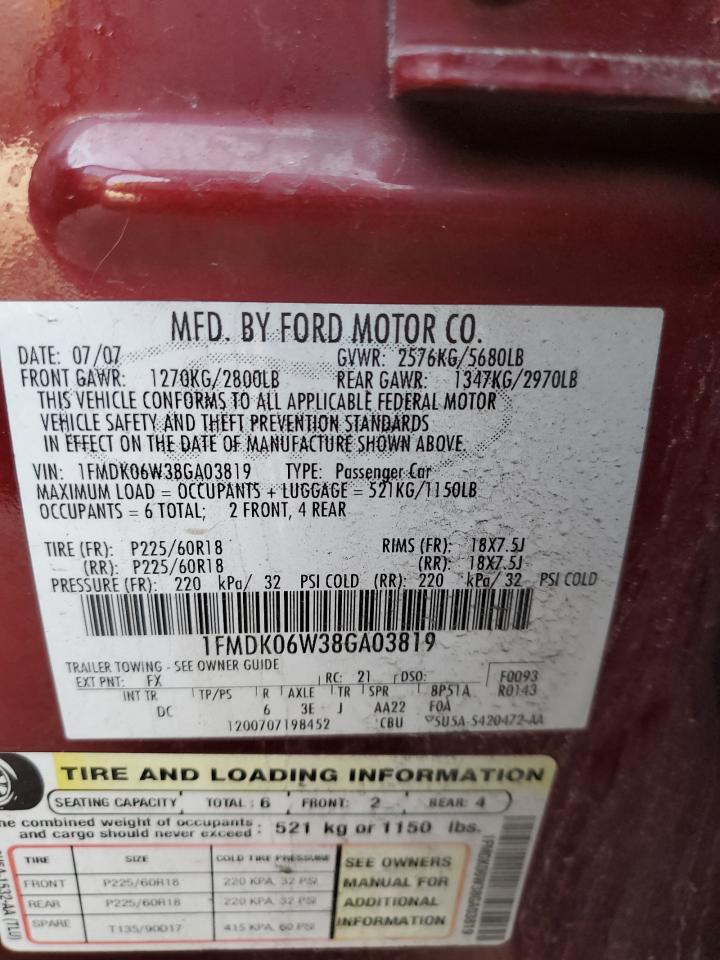 MFD. BY FORD MOTOR CO.
DATE: 07/07 GVWR: 2576KG/5680LB
FRONT GAWR: 1270KG/2800LB REAR GAWR: 1347KG/2970LB
THIS VEHICLE CONFORMS TO ALL APPLICABLE FEDERAL MOTOR
VEHICLE SAFETY AND THEFT PREVENTION STANDARDS
IN EFFECT ON THE DATE OF MANUFACTURE SHOWN ABOVE.
VIN: 1FMDK06W38GA03819 TYPE: Passenger Car
MAXIMUM LOAD = OCCUPANTS + LUGGAGE = 521KG/1150LB
OCCUPANTS = 6 TOTAL; 2 FRONT, 4 REAR
TIRE (FR): P225/60R18 RIMS (FR): 18X7.5J
(RR): P225/60R18 (RR): 18X7.5J
PRESSURE (FR): 220 kPa/ 32 PSI COLD (RR): 220 kPa/ 32 PSI COLD
1FMDK06W38GA03819
TRAILER TOWING - SEE OWNER GUIDE
EXT PNT: FX RC: 21 DSO: F0093
INT TR TP/PS R AXLE TR SPR 8P51A R0143
DC 6 3E J AA22 F0A
1200707198452 CBU 5U5A-5420472-AA
TIRE AND LOADING INFORMATION
SEATING CAPACITY TOTAL : 6 FRONT: 2 REAR: 4
combined weight of occupants
and cargo should never exceed : 521 kg or 1150 lbs.
TIRE SIZE COLD TIRE PRESSURE SEE OWNERS
FRONT P225/60R18 220 KPA, 32 PSI MANUAL FOR
REAR P225/60R18 220 KPA, 32 PSI ADDITIONAL
SPARE T135/90D17 415 KPA, 60 PSI INFORMATION
1FMDK06W38GA03819